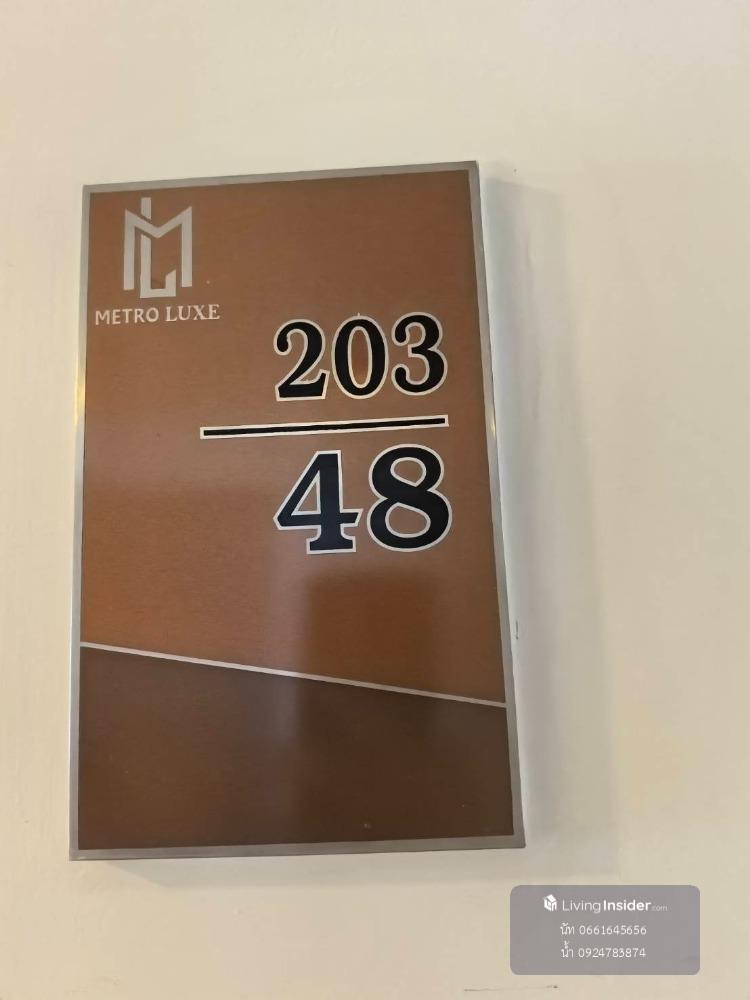 METRO LUXE
203
48
LivingInsider.com
นัท 0661645656
น้ำ 0924783874